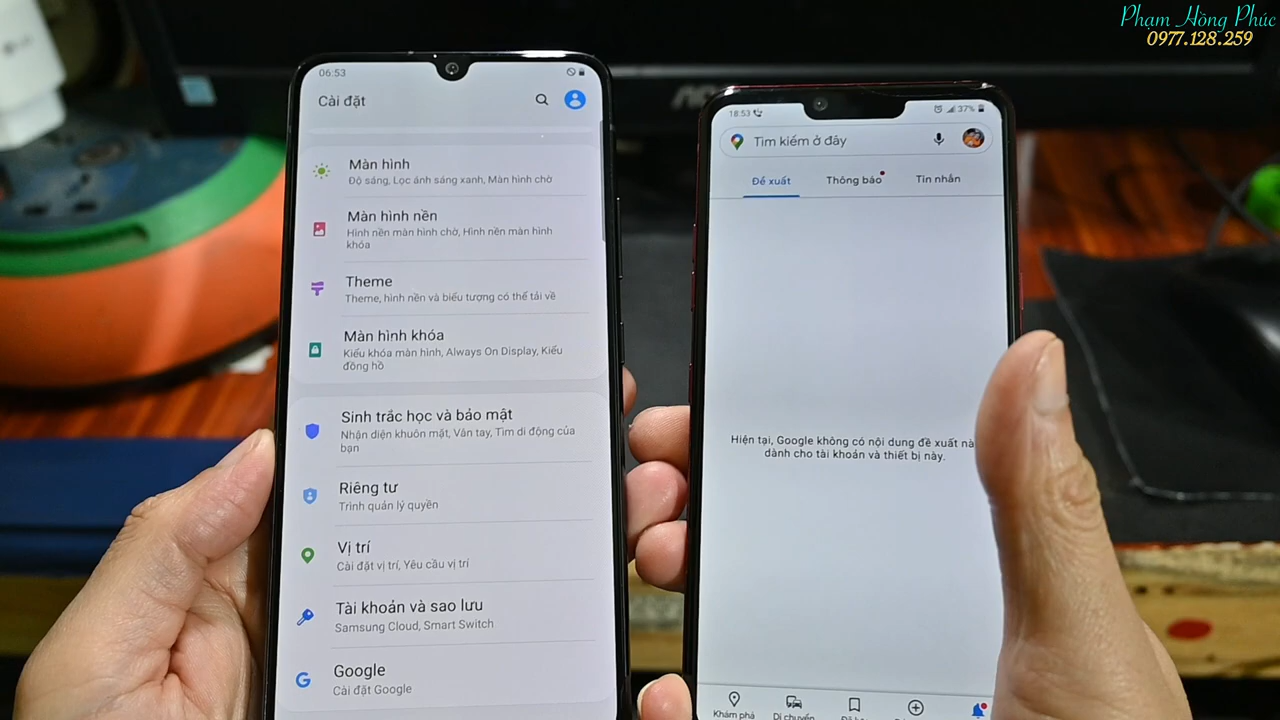 Phạm Hồng Phúc
0977.128.259
06:53
Cài đặt
Màn hình
Độ sáng, Lọc ánh sáng xanh, Màn hình chờ
Màn hình nền
Hình nền màn hình chờ, Hình nền màn hình
khóa
Theme
Theme, hình nền và biểu tượng có thể tải về
Màn hình khóa
Kiểu khóa màn hình, Always On Display, Kiểu
đồng hồ
Sinh trắc học và bảo mật
Nhận diện khuôn mặt, Vân tay, Tìm di động của
bạn
Riêng tư
Trình quản lý quyền
Vị trí
Cài đặt vị trí, Yêu cầu vị trí
Tài khoản và sao lưu
Samsung Cloud, Smart Switch
Google
Cài đặt Google
18:53 37%
Tìm kiếm ở đây
Đề xuất Thông báo Tin nhắn
Hiện tại, Google không có nội dung đề xuất
dành cho tài khoản và thiết bị này.
Khám phá Di chuyển